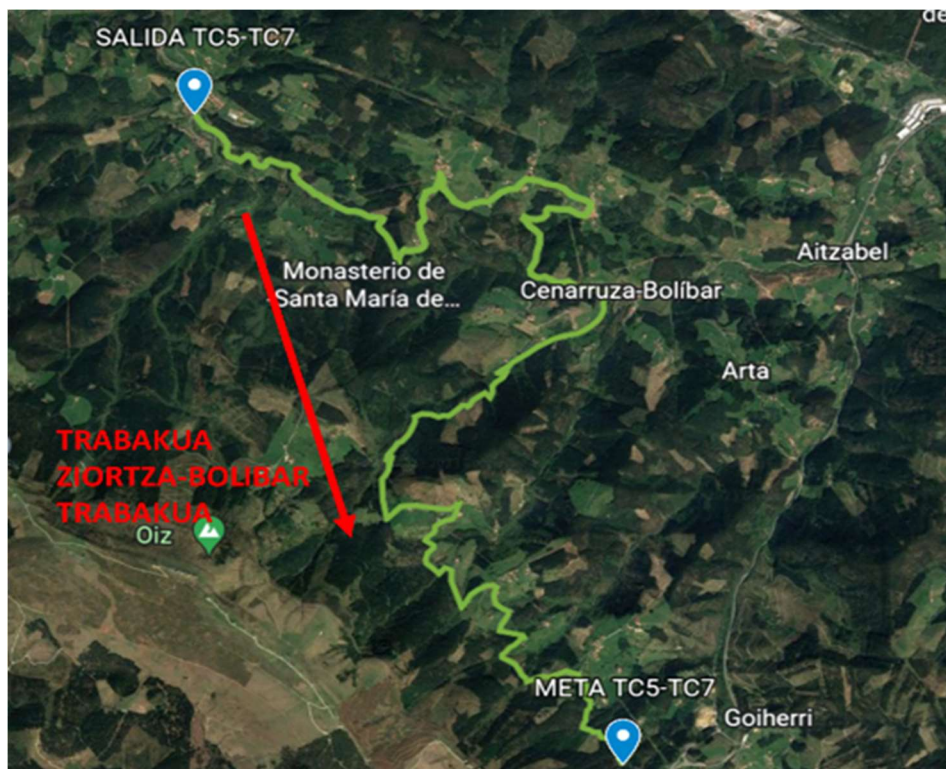 de
SALIDA TC5-TC7
Aitzabel
Monasterio de
Santa María de...
Cenarruza-Bolíbar
Arta
TRABAKUA
ZIORTZA-BOLIBAR
TRABAKUA
Oiz
META TC5-TC7
Goiherri